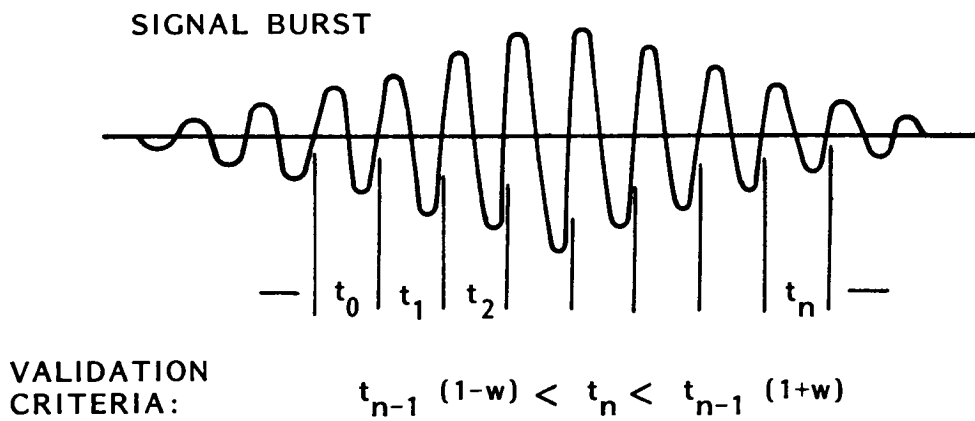 SIGNAL BURST
— t₀ t₁ t₂ tₙ —
VALIDATION
CRITERIA:
tₙ₋₁ (1-w) < tₙ < tₙ₋₁ (1+w)